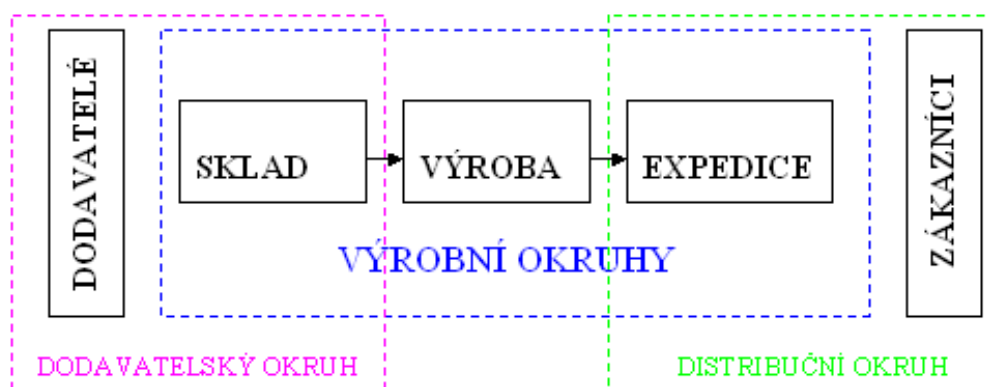 DODAVATELÉ
SKLAD
VÝROBA
EXPEDICE
ZÁKAZNÍCI
VÝROBNÍ OKRUHY
DODAVATELSKÝ OKRUH
DISTRIBUČNÍ OKRUH